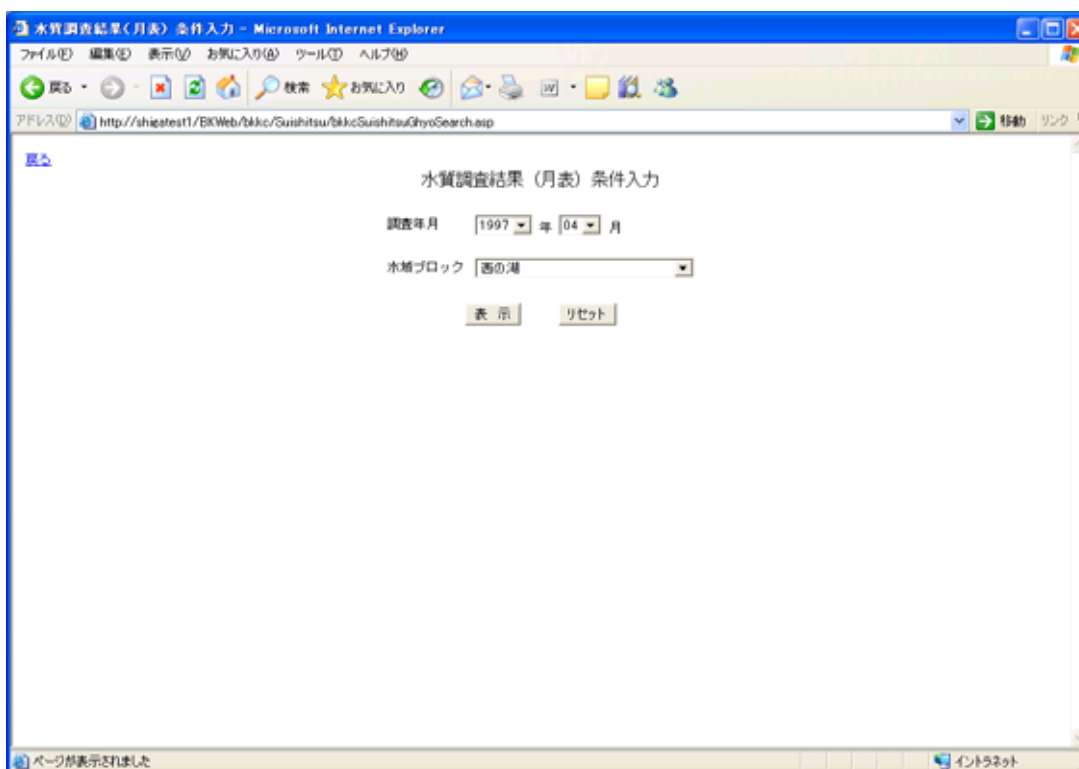 水質調査結果(月表) 条件入力 - Microsoft Internet Explorer
ファイル(F) 編集(E) 表示(V) お気に入り(A) ツール(T) ヘルプ(H)
戻る 検索 お気に入り
アドレス(D) http://shigatest1/BKWeb/bkkc/Suishitsu/bkkcSuishitsuGhyoSearch.asp 移動 リンク
戻る
水質調査結果（月表）条件入力
調査年月 1997 年 04 月
水域ブロック 西の湖
表 示 リセット
ページが表示されました イントラネット